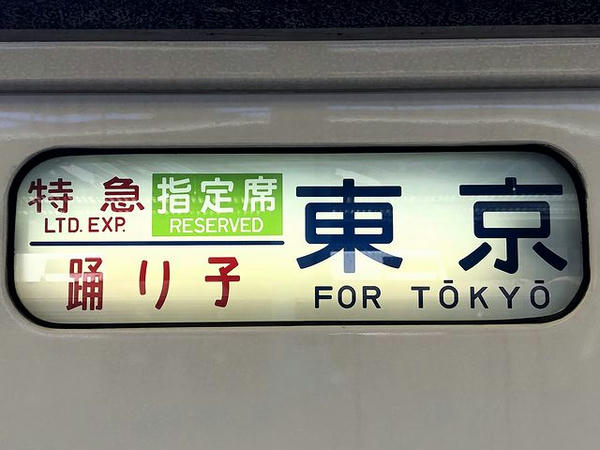 特急 指定席
LTD. EXP. RESERVED
踊り子
東京
FOR TŌKYŌ